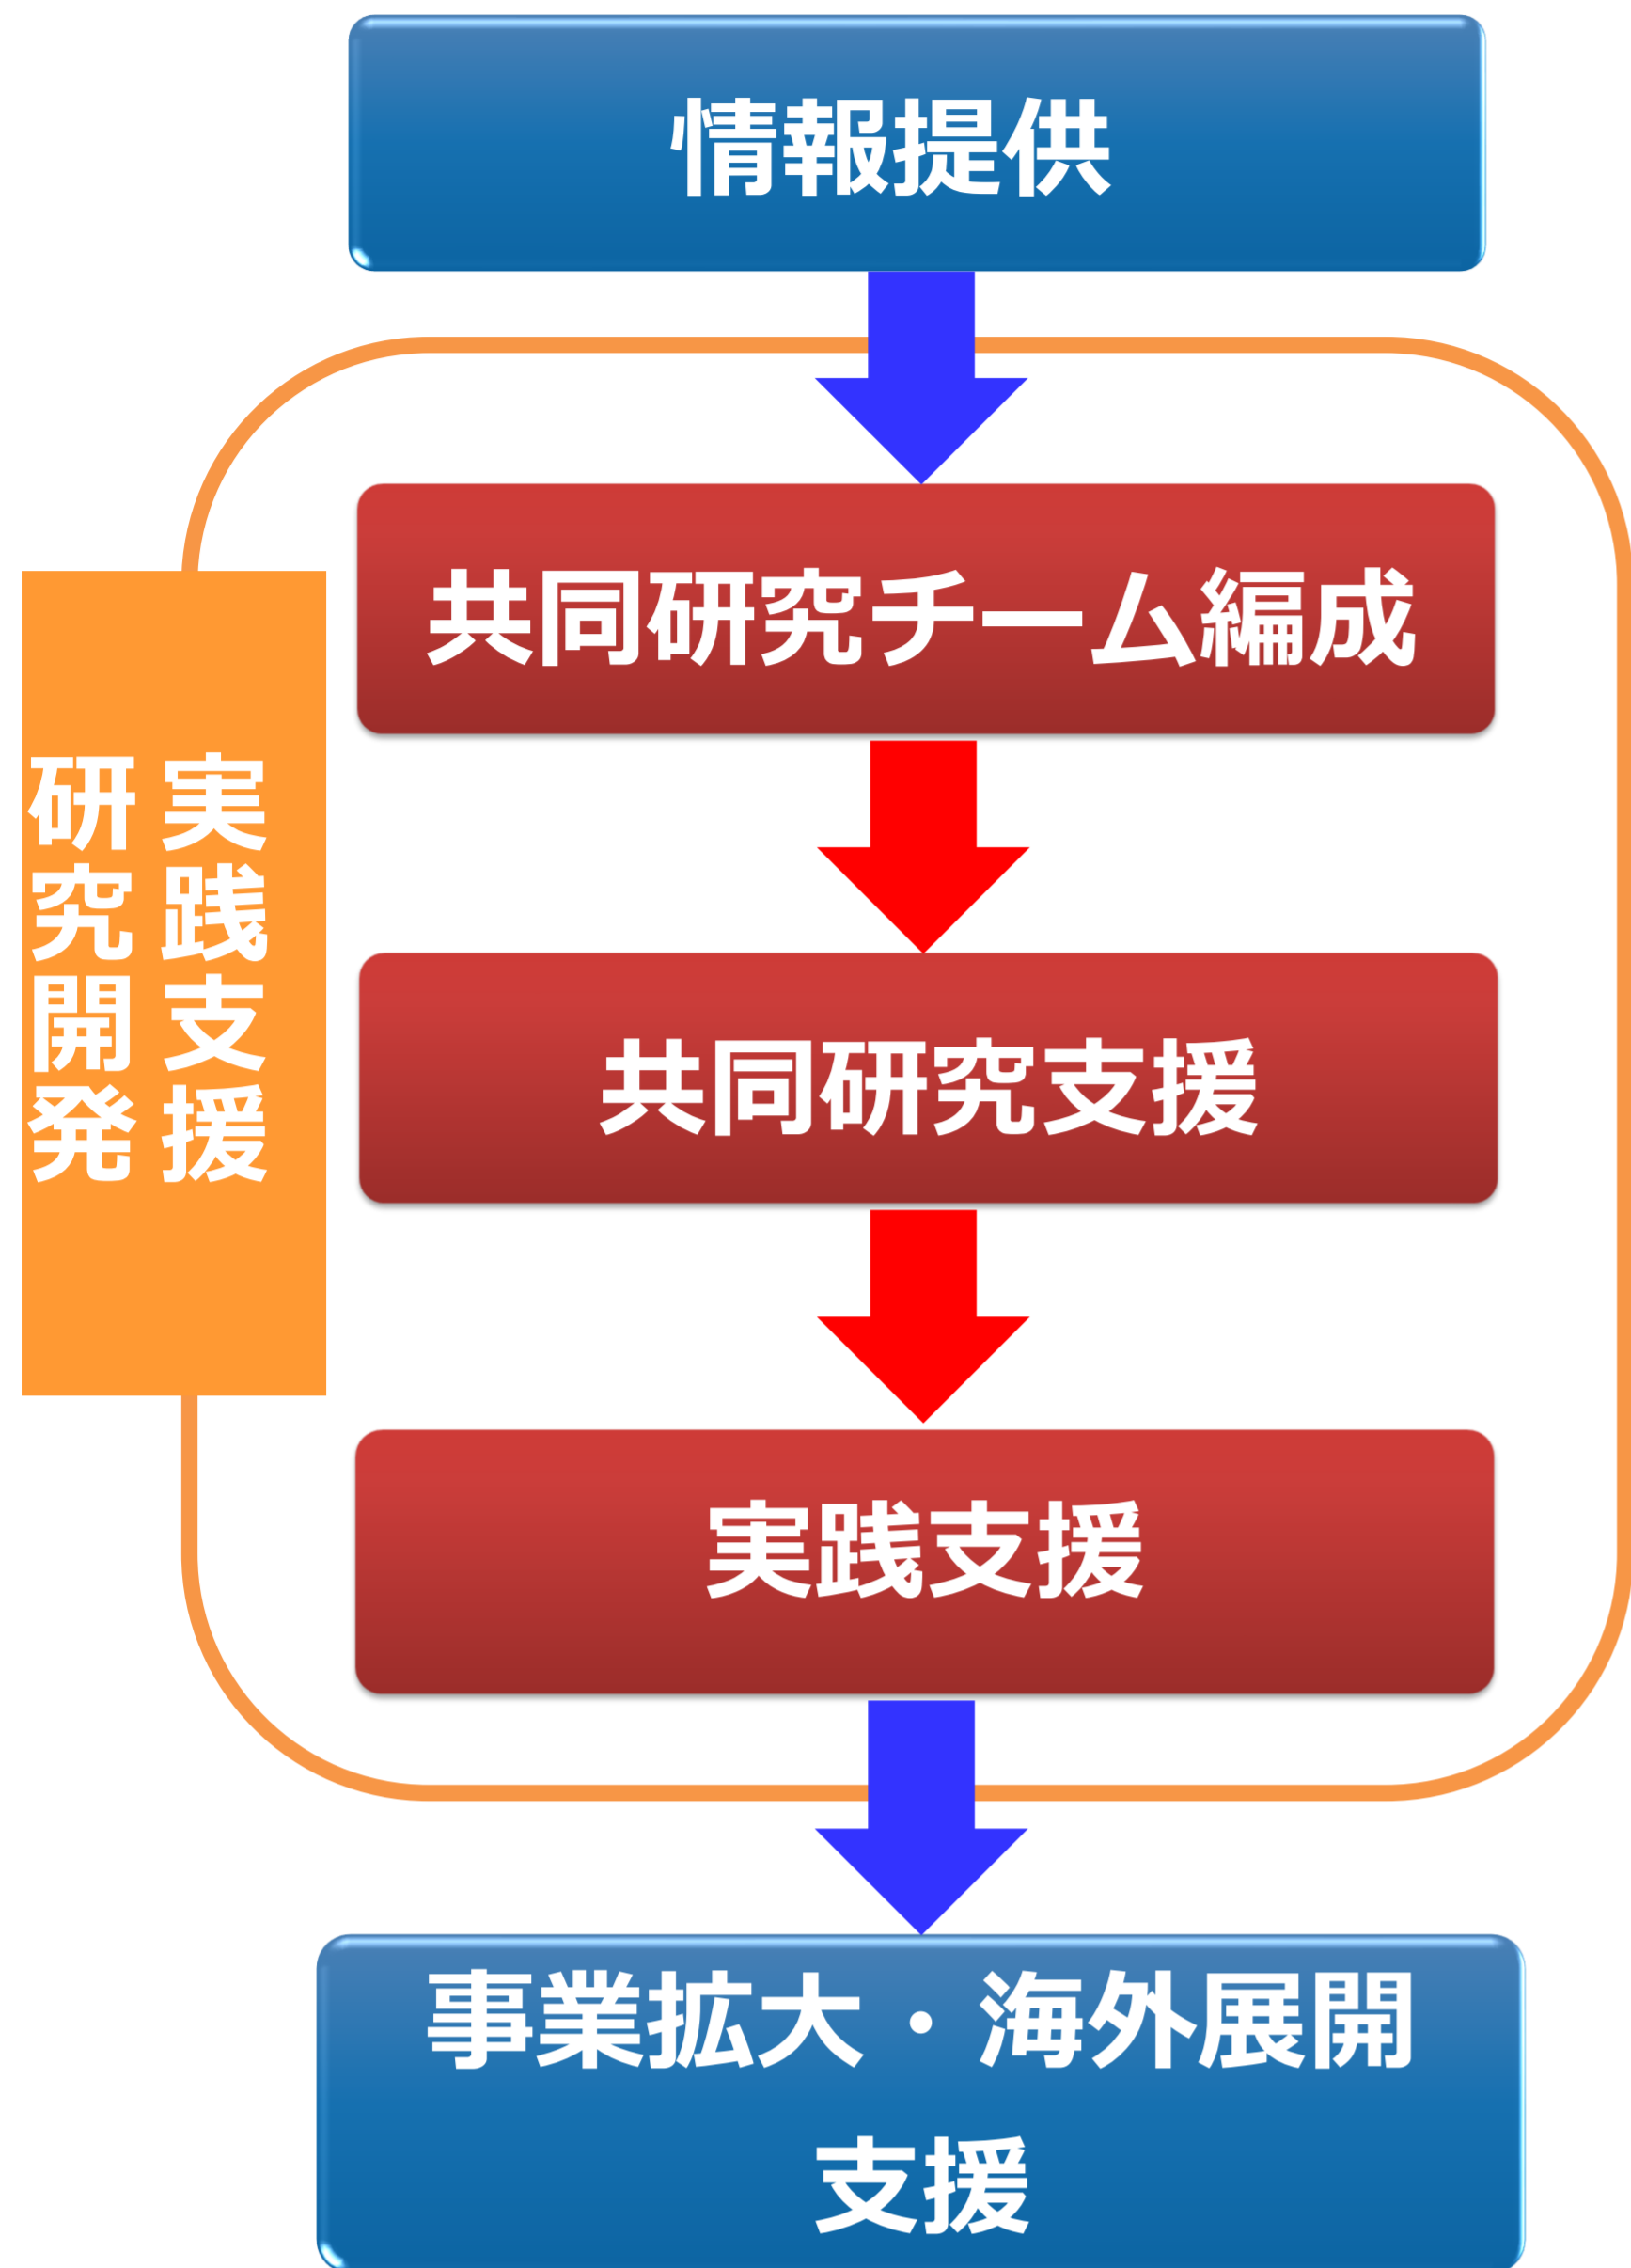 情報提供
共同研究チーム編成
実践支援
研究開発
共同研究支援
実践支援
事業拡大・海外展開
支援